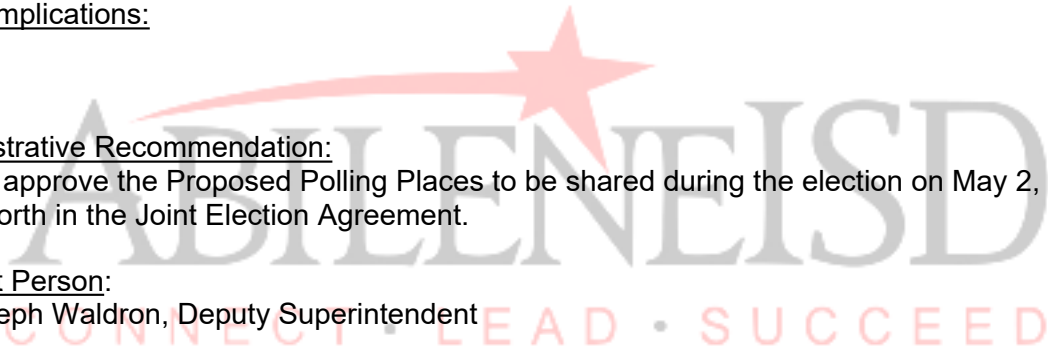 mplications:
strative Recommendation:
approve the Proposed Polling Places to be shared during the election on May 2,
orth in the Joint Election Agreement.
t Person:
eph Waldron, Deputy Superintendent
ABILENEISD
CONNECT • LEAD • SUCCEED